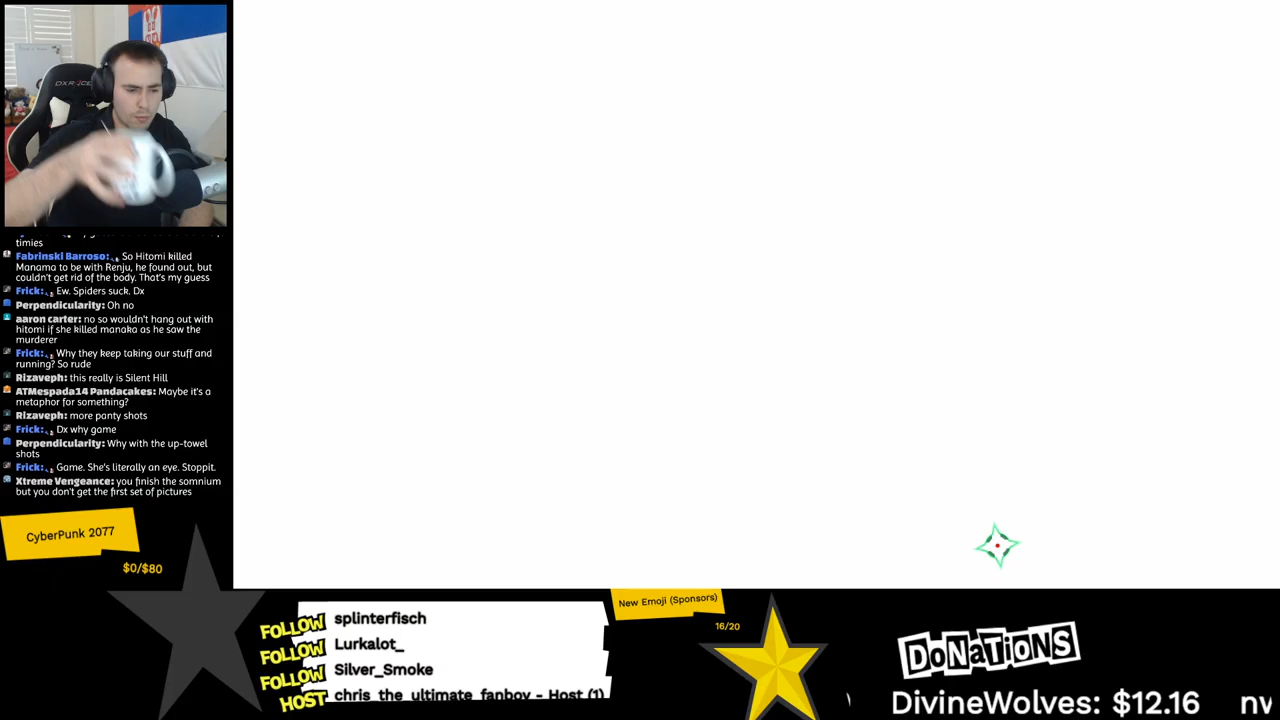 DXRACER
timies
Fabrinski Barroso: So Hitomi killed
Manama to be with Renju, he found out, but
couldn't get rid of the body. That's my guess
Frick: Ew. Spiders suck. Dx
Perpendicularity: Oh no
aaron carter: no so wouldn't hang out with
hitomi if she killed manaka as he saw the
murderer
Frick: Why they keep taking our stuff and
running? So rude
Rizaveph: this really is Silent Hill
ATMespada14 Pandacakes: Maybe it's a
metaphor for something?
Rizaveph: more panty shots
Frick: Dx why game
Perpendicularity: Why with the up-towel
shots
Frick: Game. She's literally an eye. Stoppit.
Xtreme Vengeance: you finish the somnium
but you don't get the first set of pictures
CyberPunk 2077
$0/$80
FOLLOW splinterfisch
FOLLOW Lurkalot_
FOLLOW Silver_Smoke
HOST chris_the_ultimate_fanboy - Host (1)
New Emoji (Sponsors)
16/20
DoNaTiONS
) DivineWolves: $12.16 nv